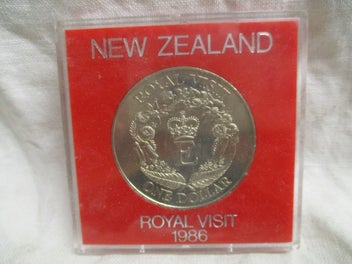 NEW ZEALAND
ROYAL VISIT
E
ONE DOLLAR
ROYAL VISIT
1986